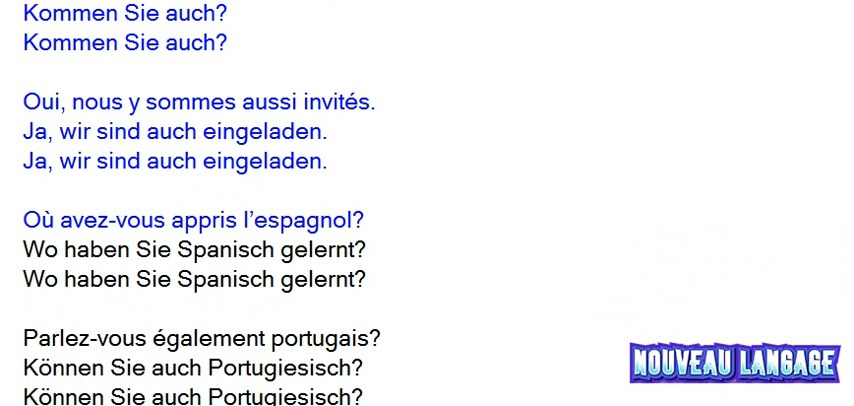 Kommen Sie auch?
Kommen Sie auch?
Oui, nous y sommes aussi invités.
Ja, wir sind auch eingeladen.
Ja, wir sind auch eingeladen.
Où avez-vous appris l’espagnol?
Wo haben Sie Spanisch gelernt?
Wo haben Sie Spanisch gelernt?
Parlez-vous également portugais?
Können Sie auch Portugiesisch?
Können Sie auch Portugiesisch?
NOUVEAU LANGAGE